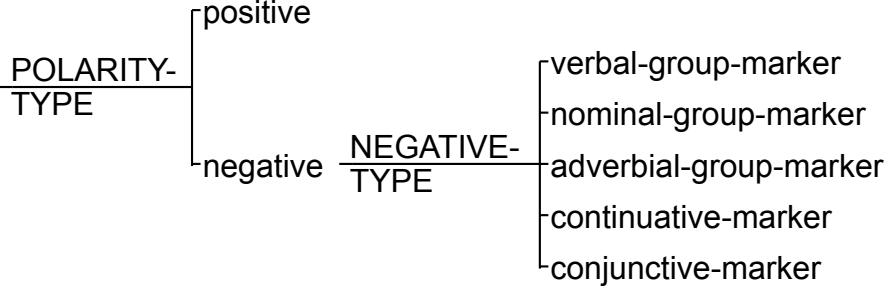 positive
POLARITY-
TYPE
negative
NEGATIVE-
TYPE
verbal-group-marker
nominal-group-marker
adverbial-group-marker
continuative-marker
conjunctive-marker